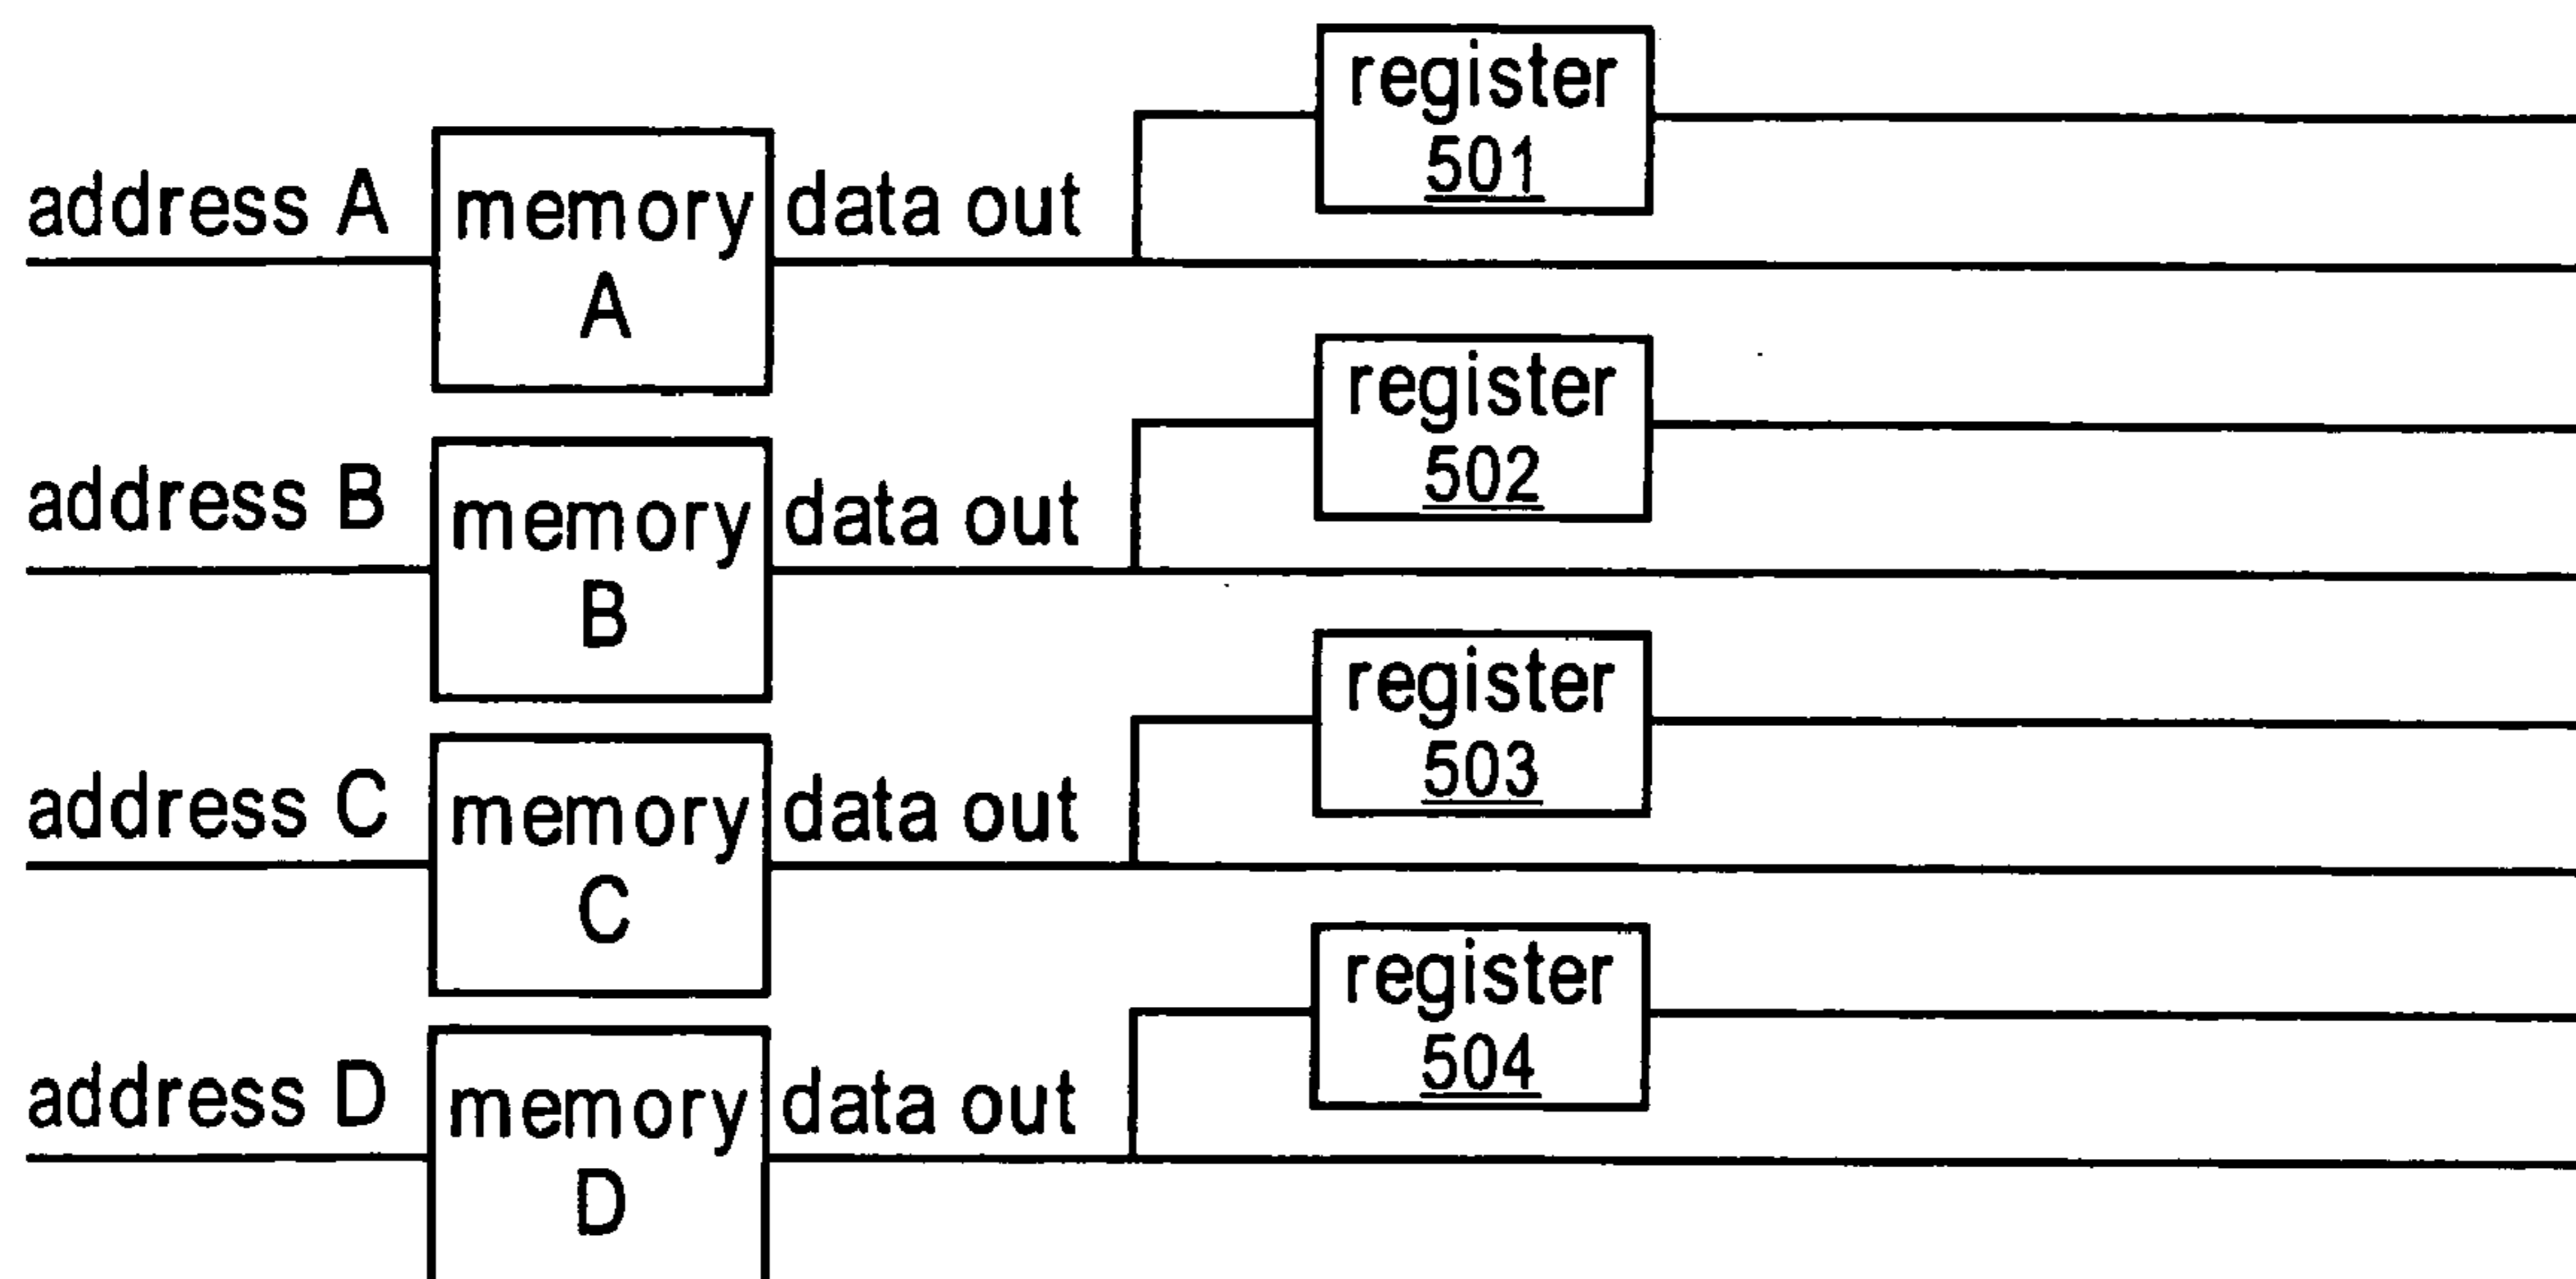 register
501
address A
memory
A
data out
register
502
address B
memory
B
data out
register
503
address C
memory
C
data out
register
504
address D
memory
D
data out